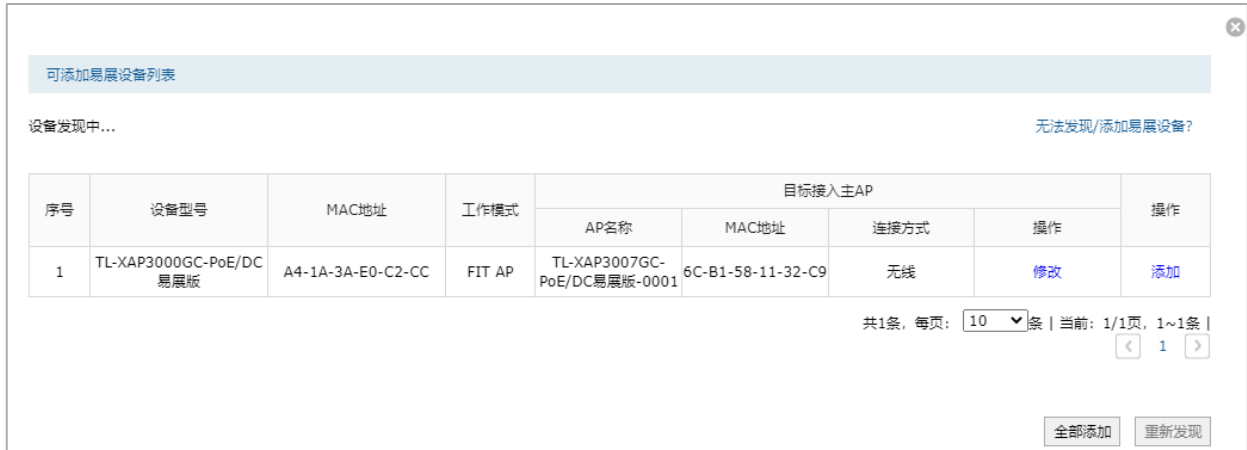 可添加易展设备列表
设备发现中...
无法发现/添加易展设备?
序号
设备型号
MAC地址
工作模式
目标接入主AP
操作
AP名称
MAC地址
连接方式
操作
1
TL-XAP3000GC-PoE/DC
易展版
A4-1A-3A-E0-C2-CC
FIT AP
TL-XAP3007GC-
PoE/DC易展版-0001
6C-B1-58-11-32-C9
无线
修改
添加
共1条, 每页: 10 条 | 当前: 1/1页, 1~1条 |
< 1 >
全部添加
重新发现